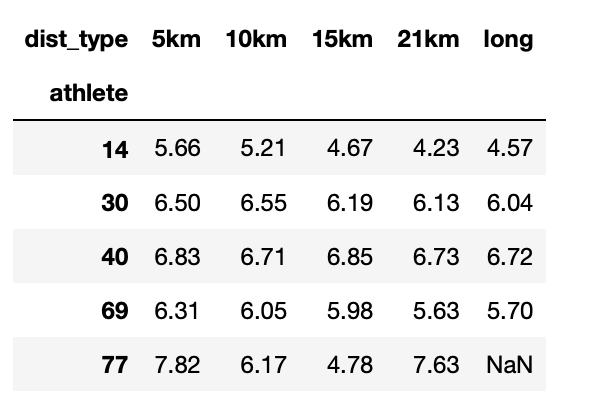 dist_type 5km 10km 15km 21km long
athlete
14 5.66 5.21 4.67 4.23 4.57
30 6.50 6.55 6.19 6.13 6.04
40 6.83 6.71 6.85 6.73 6.72
69 6.31 6.05 5.98 5.63 5.70
77 7.82 6.17 4.78 7.63 NaN